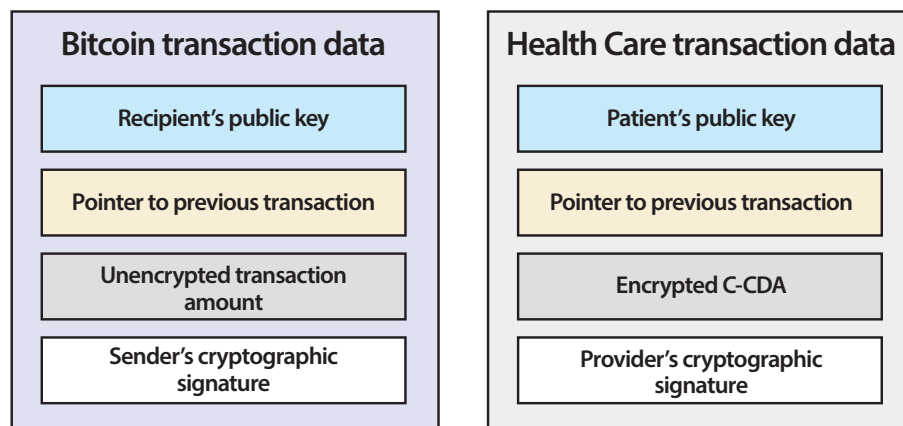 Bitcoin transaction data
Recipient’s public key
Pointer to previous transaction
Unencrypted transaction
amount
Sender’s cryptographic
signature
Health Care transaction data
Patient’s public key
Pointer to previous transaction
Encrypted C-CDA
Provider’s cryptographic
signature